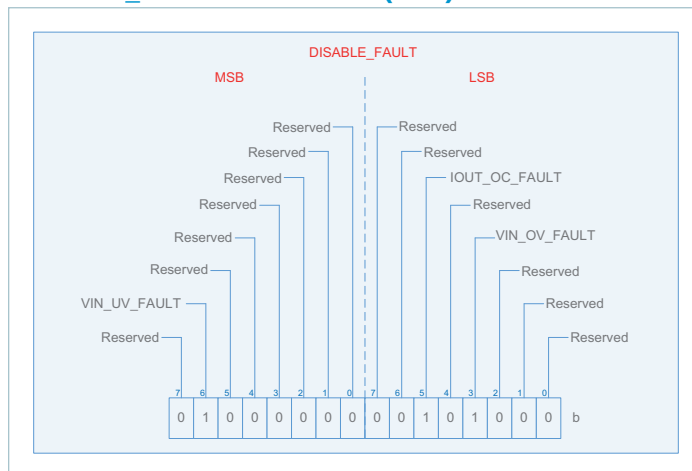 DISABLE_FAULT
MSB LSB
Reserved Reserved
Reserved Reserved
Reserved IOUT_OC_FAULT
Reserved Reserved
Reserved VIN_OV_FAULT
Reserved Reserved
VIN_UV_FAULT Reserved
Reserved Reserved
7 6 5 4 3 2 1 0 7 6 5 4 3 2 1 0
0 1 0 0 0 0 0 0 0 0 1 0 1 0 0 0 b